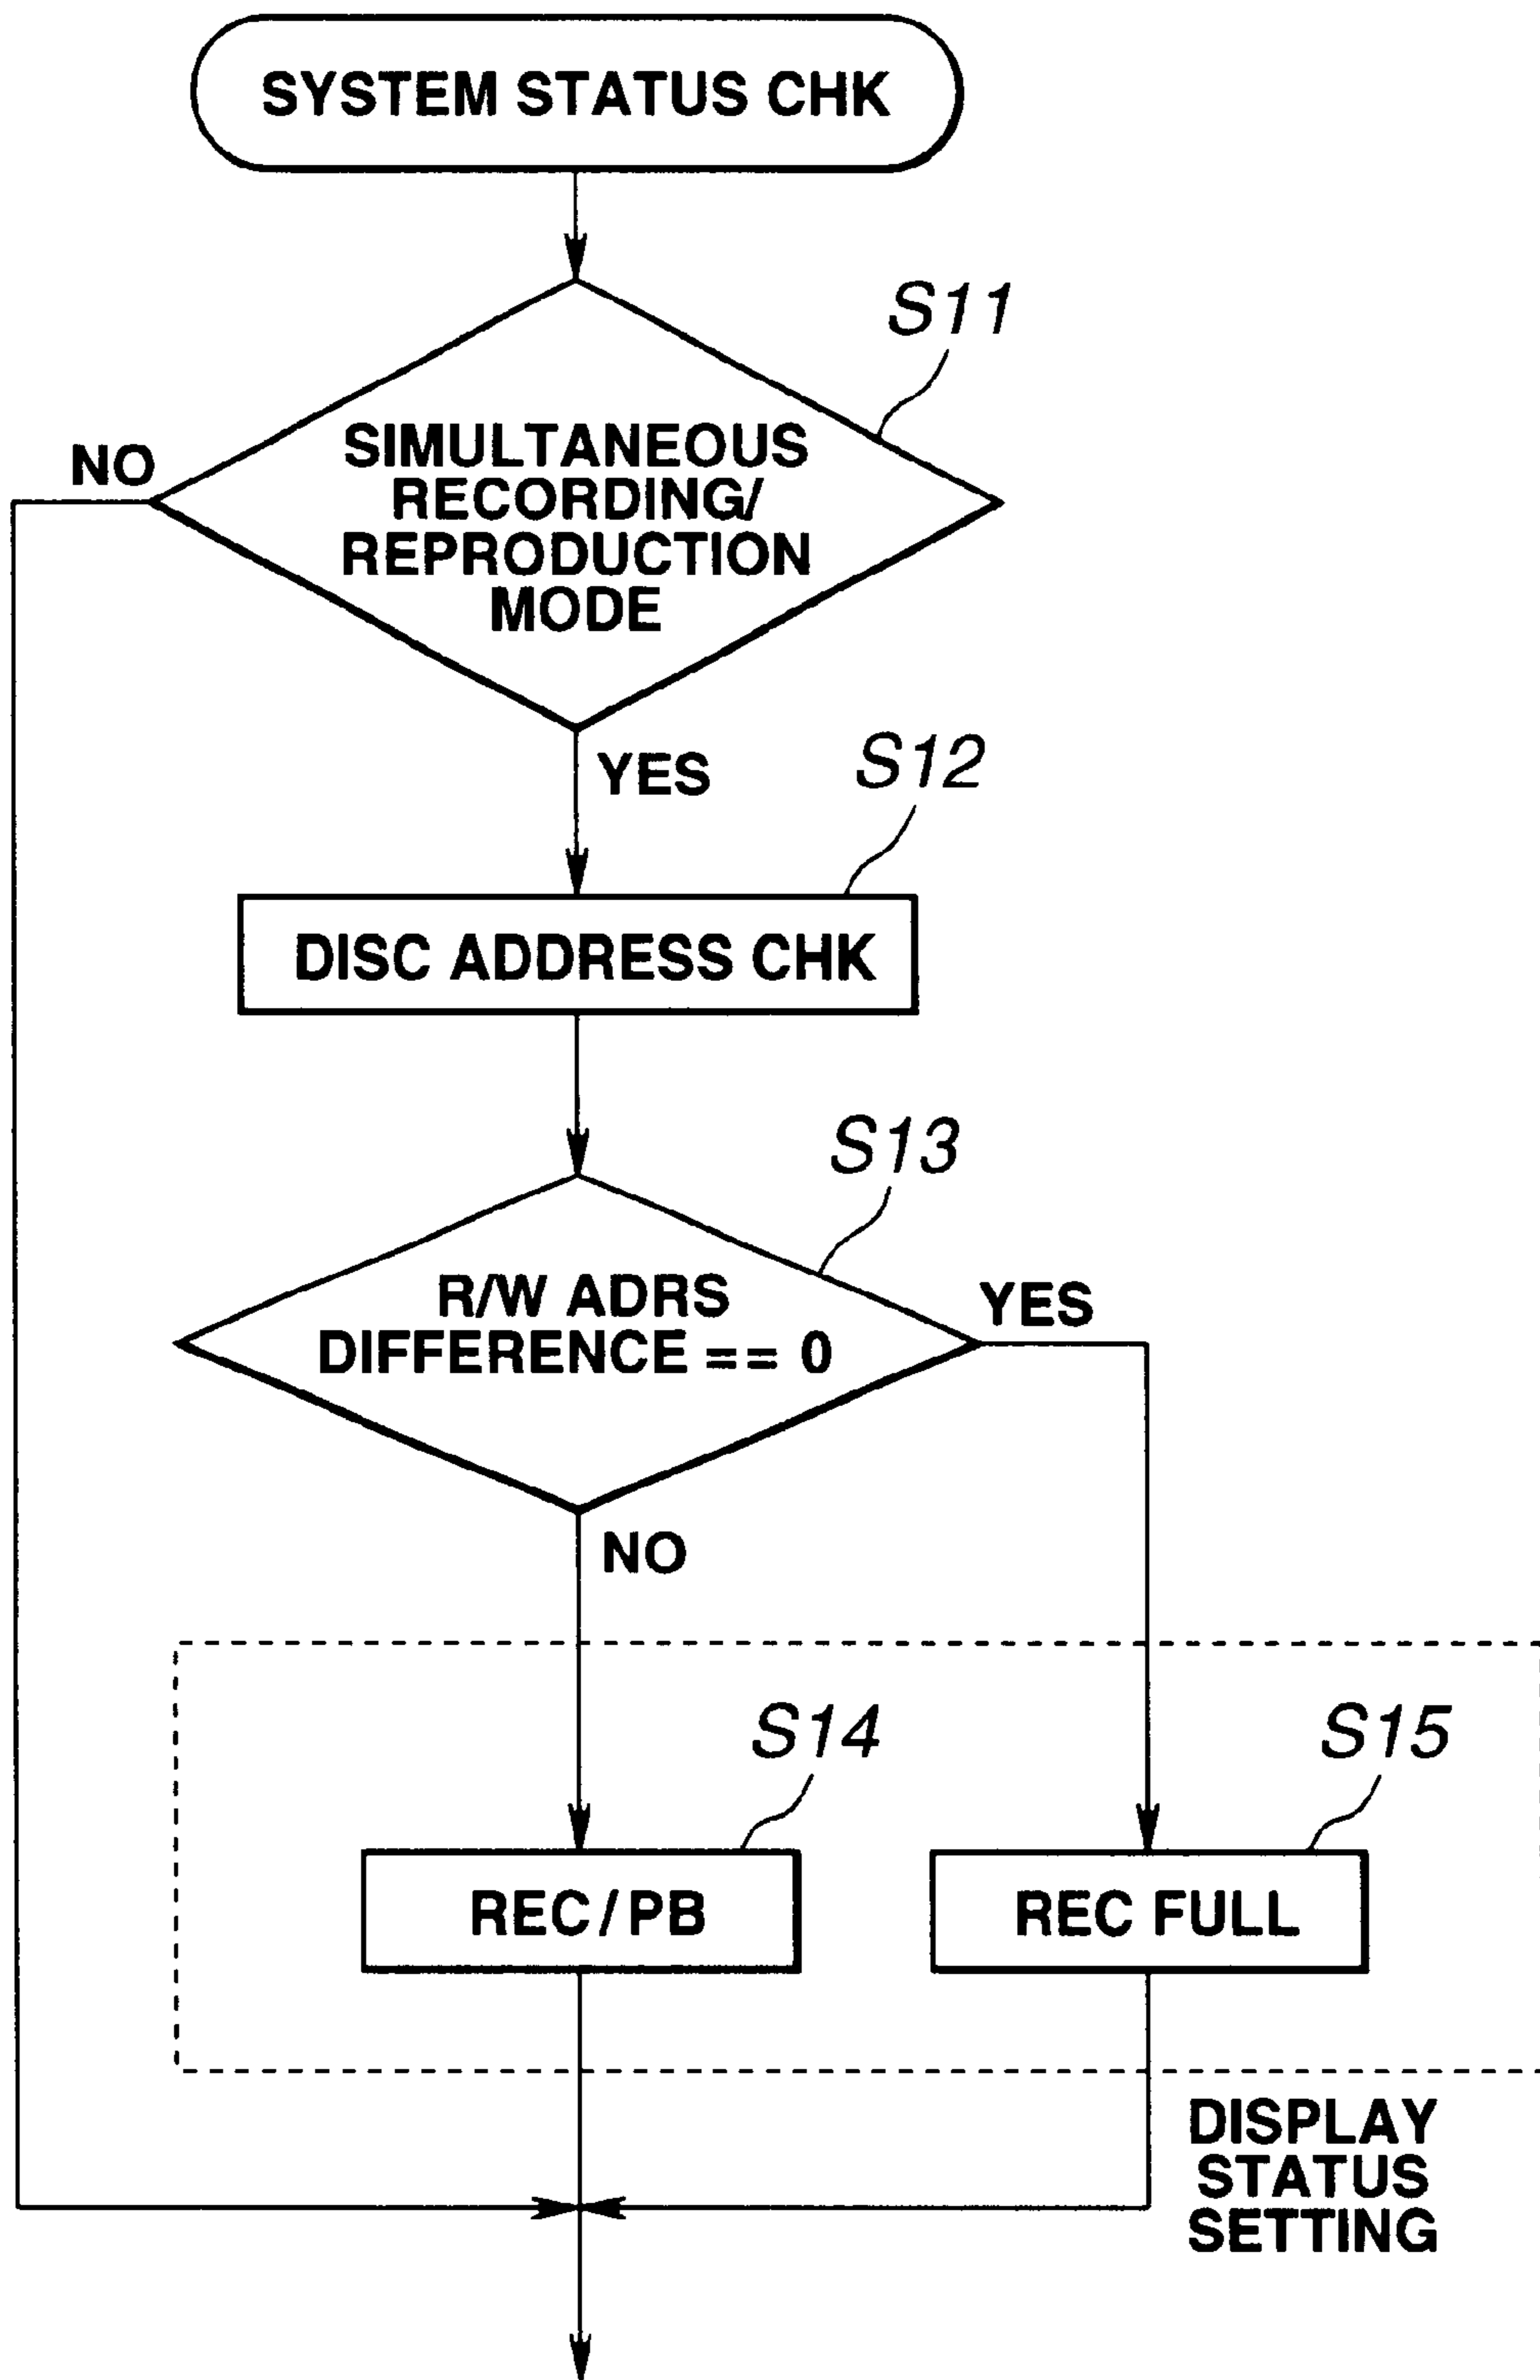 SYSTEM STATUS CHK
S11
NO
SIMULTANEOUS
RECORDING/
REPRODUCTION
MODE
YES
S12
DISC ADDRESS CHK
S13
R/W ADRS
DIFFERENCE == 0
YES
NO
S14
S15
REC/PB
REC FULL
DISPLAY
STATUS
SETTING